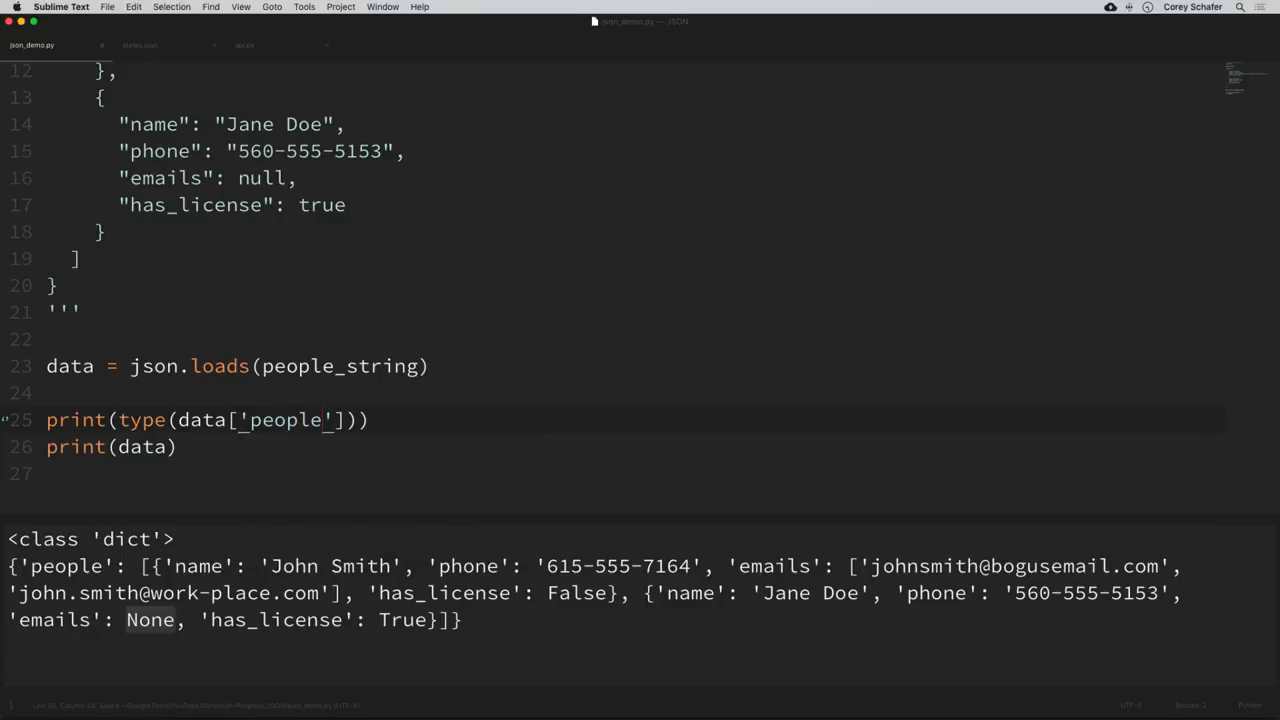 Sublime Text File Edit Selection Find View Goto Tools Project Window Help Corey Schafer
json_demo.py — JSON
json_demo.py states.json api.py
12 },
13 {
14 "name": "Jane Doe",
15 "phone": "560-555-5153",
16 "emails": null,
17 "has_license": true
18 }
19 ]
20 }
21 '''
22
23 data = json.loads(people_string)
24
25 print(type(data['people']))
26 print(data)
27
<class 'dict'>
{'people': [{'name': 'John Smith', 'phone': '615-555-7164', 'emails': ['johnsmith@bogusemail.com',
'john.smith@work-place.com'], 'has_license': False}, {'name': 'Jane Doe', 'phone': '560-555-5153',
'emails': None, 'has_license': True}]}
UTF-8 Spaces: 2 Python